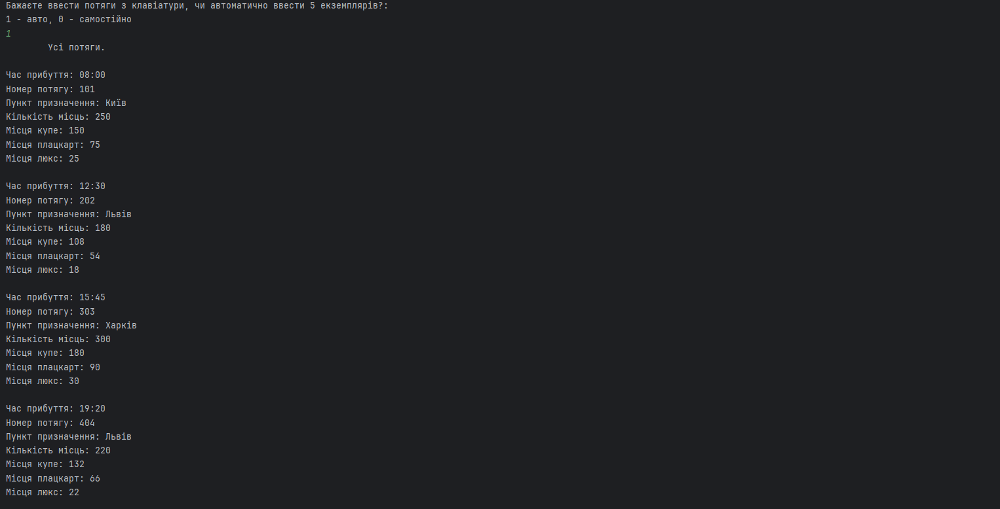 Бажаєте ввести потяги з клавіатури, чи автоматично ввести 5 екземплярів?:
1 - авто, 0 - самостійно
1
Усі потяги.
Час прибуття: 08:00
Номер потягу: 101
Пункт призначення: Київ
Кількість місць: 250
Місця купе: 150
Місця плацкарт: 75
Місця люкс: 25
Час прибуття: 12:30
Номер потягу: 202
Пункт призначення: Львів
Кількість місць: 180
Місця купе: 108
Місця плацкарт: 54
Місця люкс: 18
Час прибуття: 15:45
Номер потягу: 303
Пункт призначення: Харків
Кількість місць: 300
Місця купе: 180
Місця плацкарт: 90
Місця люкс: 30
Час прибуття: 19:20
Номер потягу: 404
Пункт призначення: Львів
Кількість місць: 220
Місця купе: 132
Місця плацкарт: 66
Місця люкс: 22